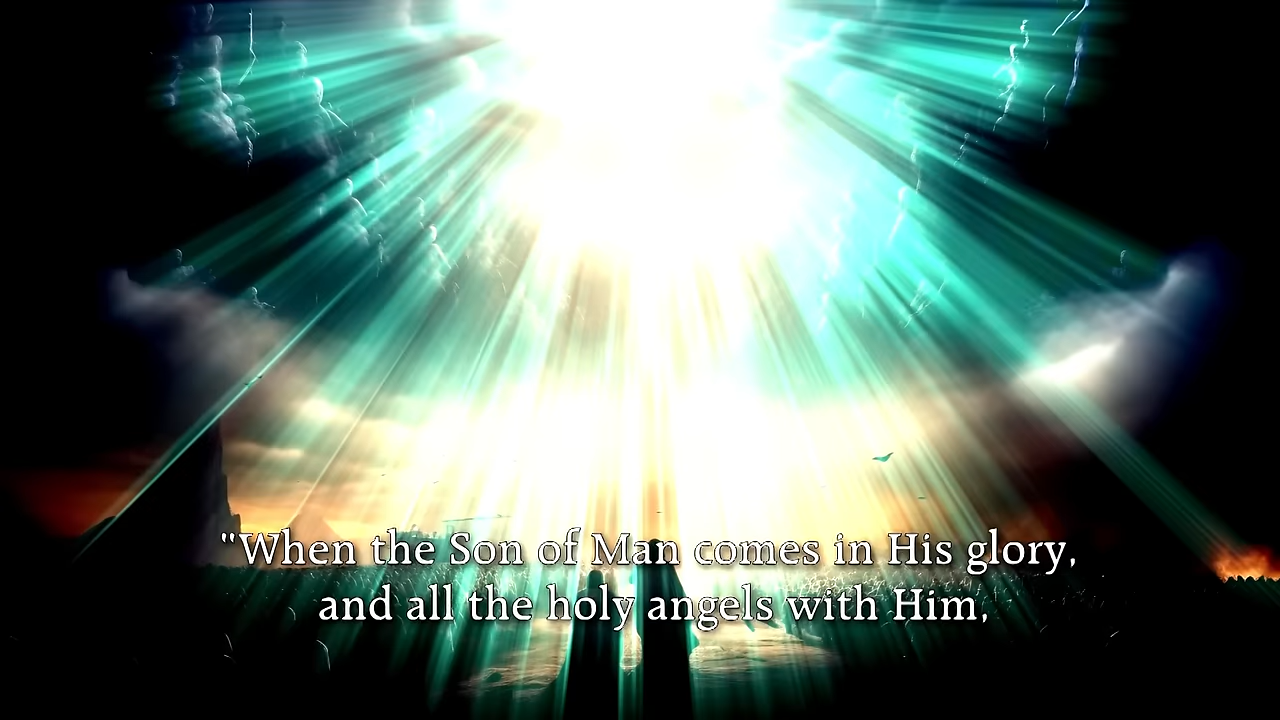 "When the Son of Man comes in His glory,
and all the holy angels with Him,